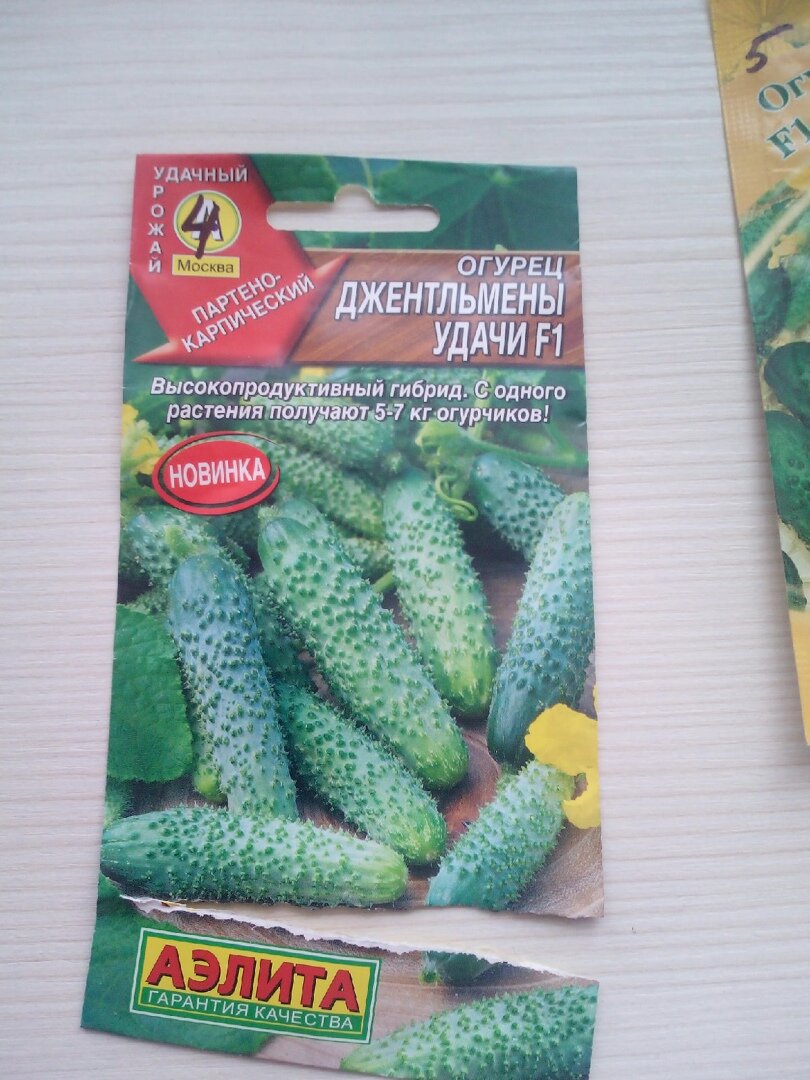 УДАЧНЫЙ
УРОЖАЙ
4
Москва
ПАРТЕНО-
КАРПИЧЕСКИЙ
ОГУРЕЦ
ДЖЕНТЛЬМЕНЫ
УДАЧИ F1
Высокопродуктивный гибрид. С одного
растения получают 5-7 кг огурчиков!
НОВИНКА
АЭЛИТА
ГАРАНТИЯ КАЧЕСТВА
5
F1